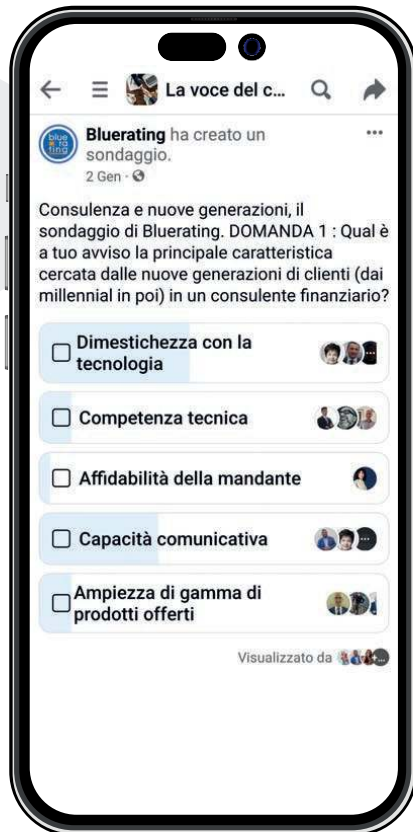 La voce del c...
blue
ra
ting
Bluerating ha creato un
sondaggio.
2 Gen ·
Consulenza e nuove generazioni, il
sondaggio di Bluerating. DOMANDA 1 : Qual è
a tuo avviso la principale caratteristica
cercata dalle nuove generazioni di clienti (dai
millennial in poi) in un consulente finanziario?
Dimestichezza con la
tecnologia
Competenza tecnica
Affidabilità della mandante
Capacità comunicativa
Ampiezza di gamma di
prodotti offerti
Visualizzato da